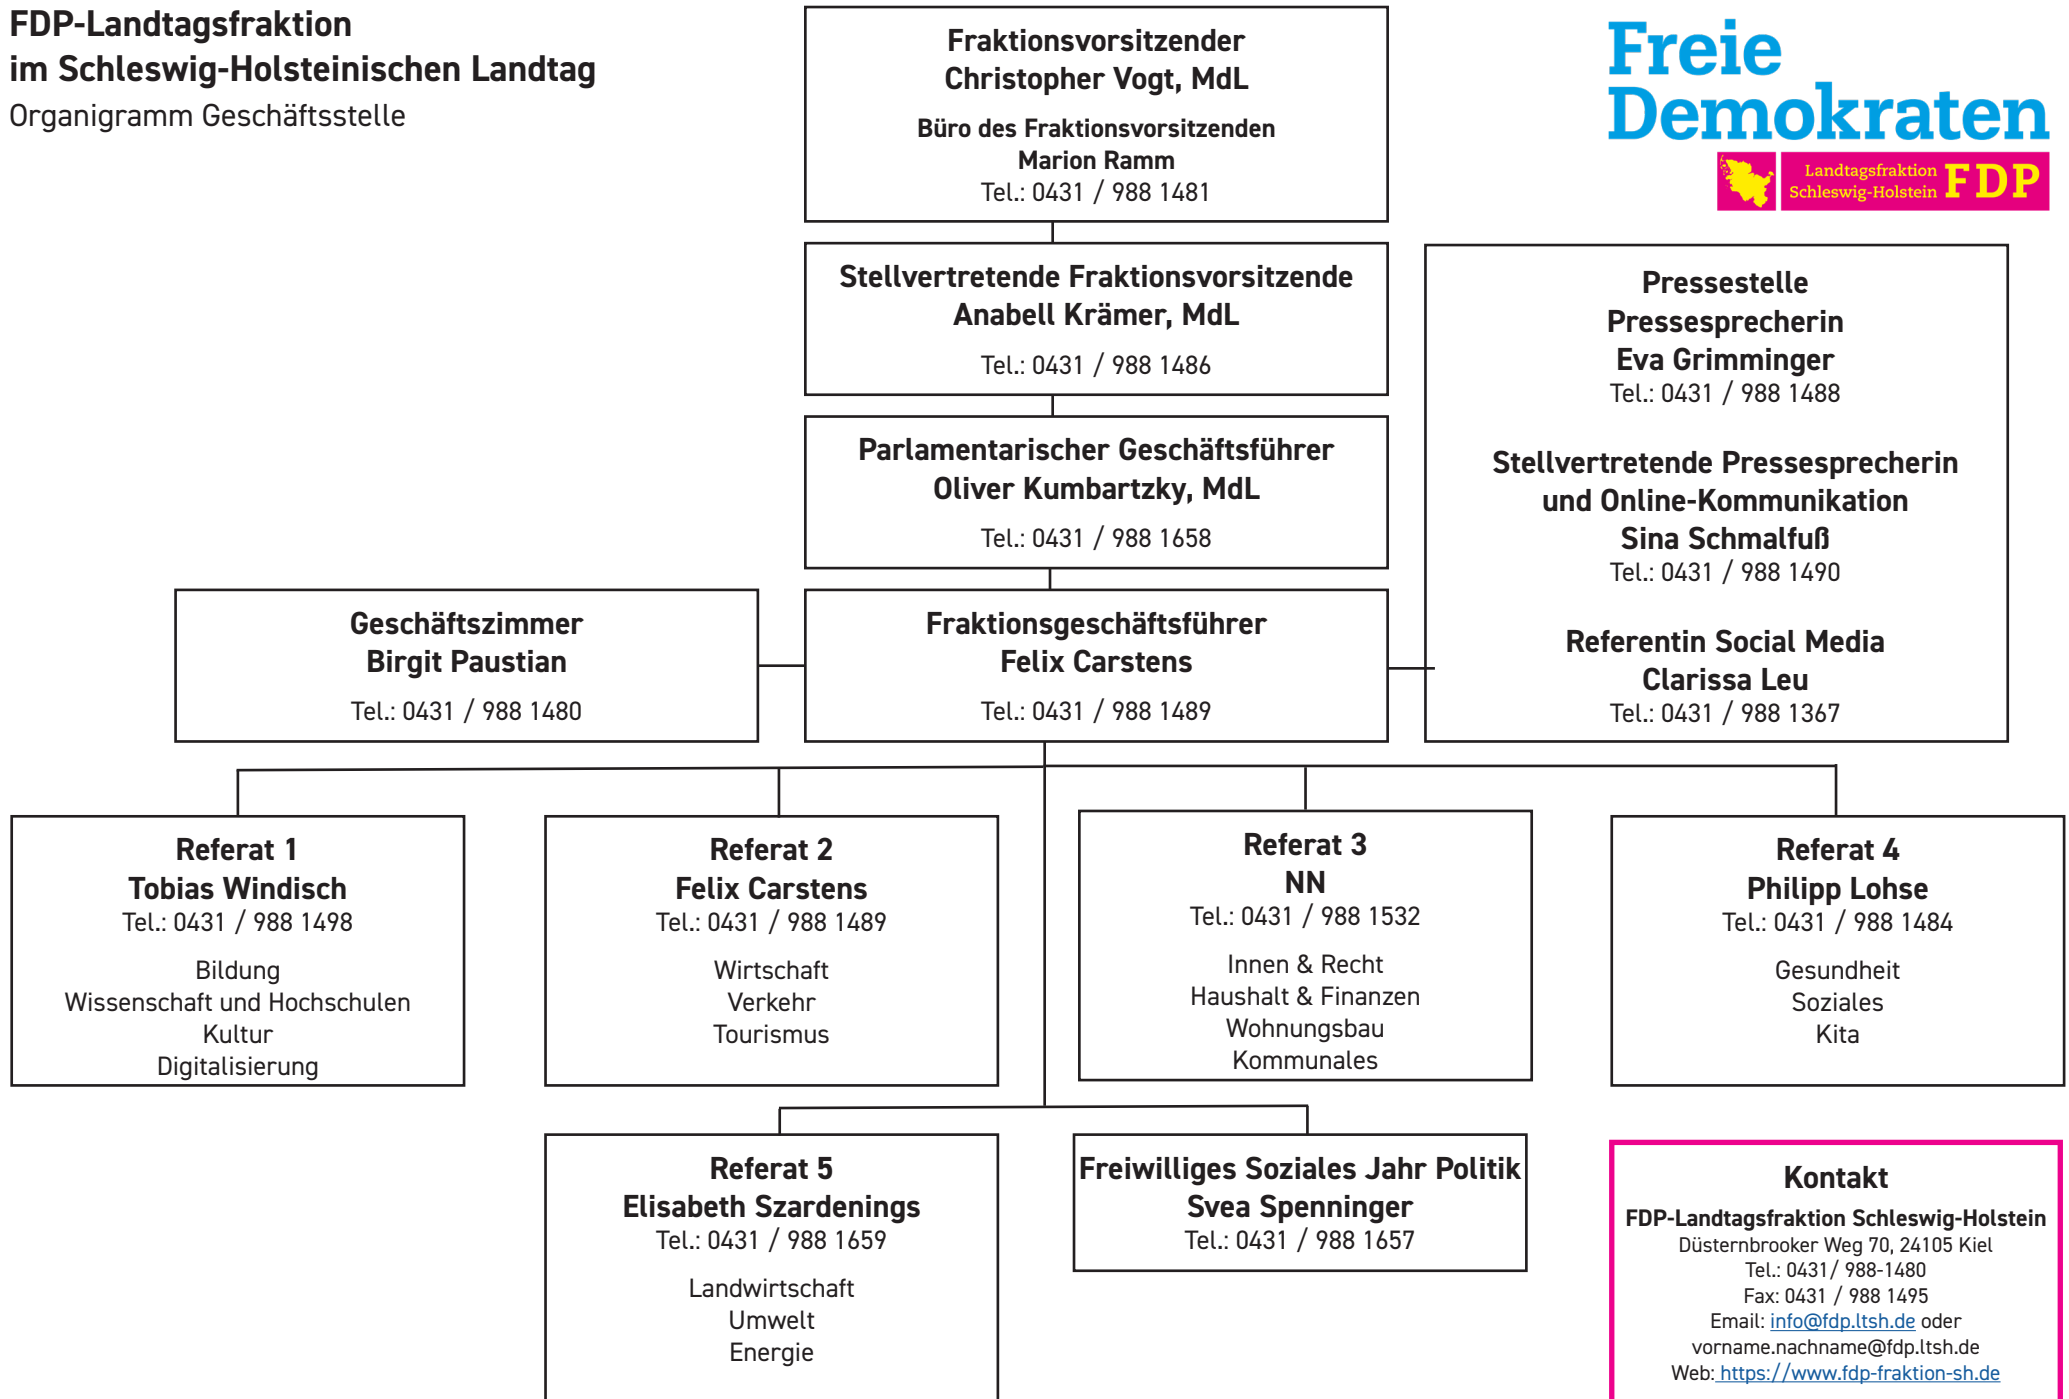 FDP-Landtagsfraktion
im Schleswig-Holsteinischen Landtag
Organigramm Geschäftsstelle
Fraktionsvorsitzender
Christopher Vogt, MdL
Büro des Fraktionsvorsitzenden
Marion Ramm
Tel.: 0431 / 988 1481
Freie
Demokraten
Landtagsfraktion
Schleswig-Holstein
FDP
Stellvertretende Fraktionsvorsitzende
Anabell Krämer, MdL
Tel.: 0431 / 988 1486
Parlamentarischer Geschäftsführer
Oliver Kumbartzky, MdL
Tel.: 0431 / 988 1658
Pressestelle
Pressesprecherin
Eva Grimminger
Tel.: 0431 / 988 1488
Stellvertretende Pressesprecherin
und Online-Kommunikation
Sina Schmalfuß
Tel.: 0431 / 988 1490
Referentin Social Media
Clarissa Leu
Tel.: 0431 / 988 1367
Geschäftszimmer
Birgit Paustian
Tel.: 0431 / 988 1480
Fraktionsgeschäftsführer
Felix Carstens
Tel.: 0431 / 988 1489
Referat 1
Tobias Windisch
Tel.: 0431 / 988 1498
Bildung
Wissenschaft und Hochschulen
Kultur
Digitalisierung
Referat 2
Felix Carstens
Tel.: 0431 / 988 1489
Wirtschaft
Verkehr
Tourismus
Referat 3
NN
Tel.: 0431 / 988 1532
Innen & Recht
Haushalt & Finanzen
Wohnungsbau
Kommunales
Referat 4
Philipp Lohse
Tel.: 0431 / 988 1484
Gesundheit
Soziales
Kita
Referat 5
Elisabeth Szardenings
Tel.: 0431 / 988 1659
Landwirtschaft
Umwelt
Energie
Freiwilliges Soziales Jahr Politik
Svea Spenninger
Tel.: 0431 / 988 1657
Kontakt
FDP-Landtagsfraktion Schleswig-Holstein
Düsternbrooker Weg 70, 24105 Kiel
Tel.: 0431/ 988-1480
Fax: 0431 / 988 1495
Email: info@fdp.ltsh.de oder
vorname.nachname@fdp.ltsh.de
Web: https://www.fdp-fraktion-sh.de